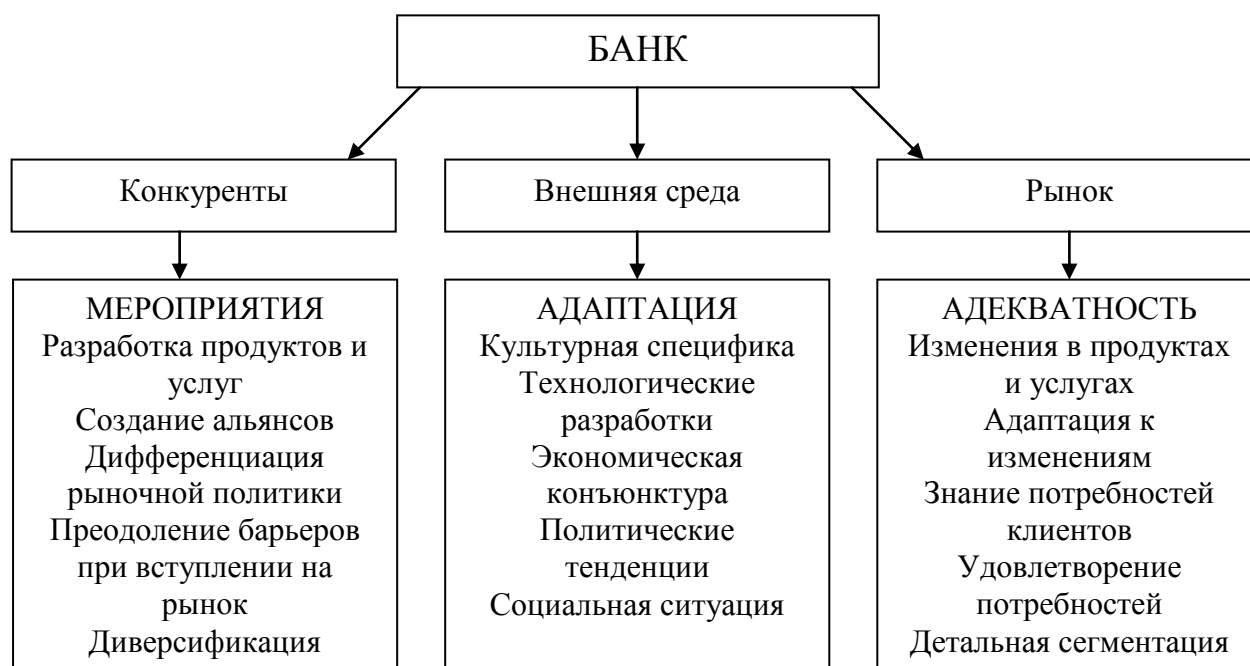 БАНК
Конкуренты
Внешняя среда
Рынок
МЕРОПРИЯТИЯ
Разработка продуктов и
услуг
Создание альянсов
Дифференциация
рыночной политики
Преодоление барьеров
при вступлении на
рынок
Диверсификация
АДАПТАЦИЯ
Культурная специфика
Технологические
разработки
Экономическая
конъюнктура
Политические
тенденции
Социальная ситуация
АДЕКВАТНОСТЬ
Изменения в продуктах
и услугах
Адаптация к
изменениям
Знание потребностей
клиентов
Удовлетворение
потребностей
Детальная сегментация